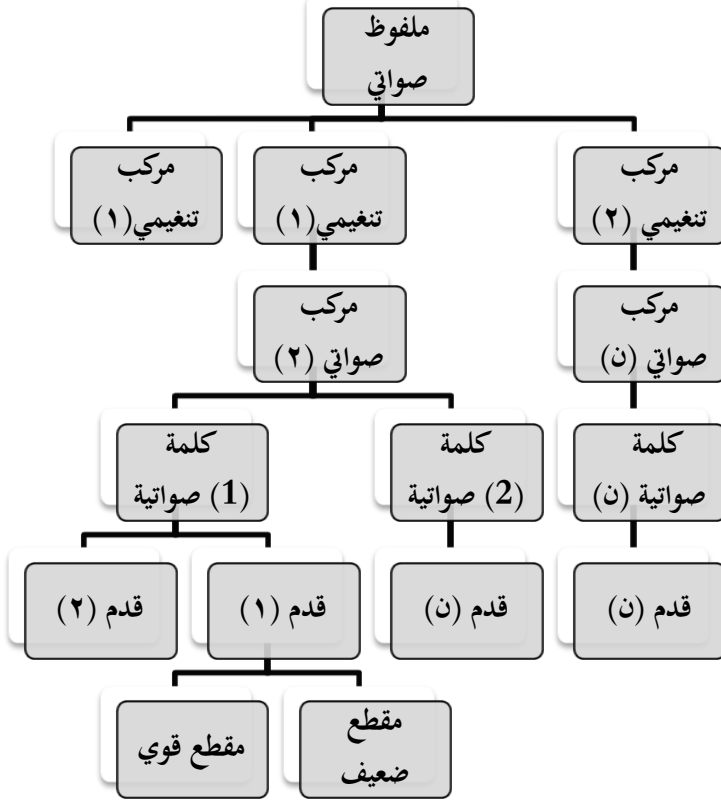 ملفوظ
صواتي
مركب
تنغيمي (٢)
مركب
تنغيمي(١)
مركب
تنغيمي(١)
مركب
صواتي (ن)
مركب
صواتي (٢)
كلمة
صواتية (ن)
كلمة
(2) صواتية
كلمة
(1) صواتية
قدم (ن)
قدم (ن)
قدم (١)
قدم (٢)
مقطع
ضعيف
مقطع قوي